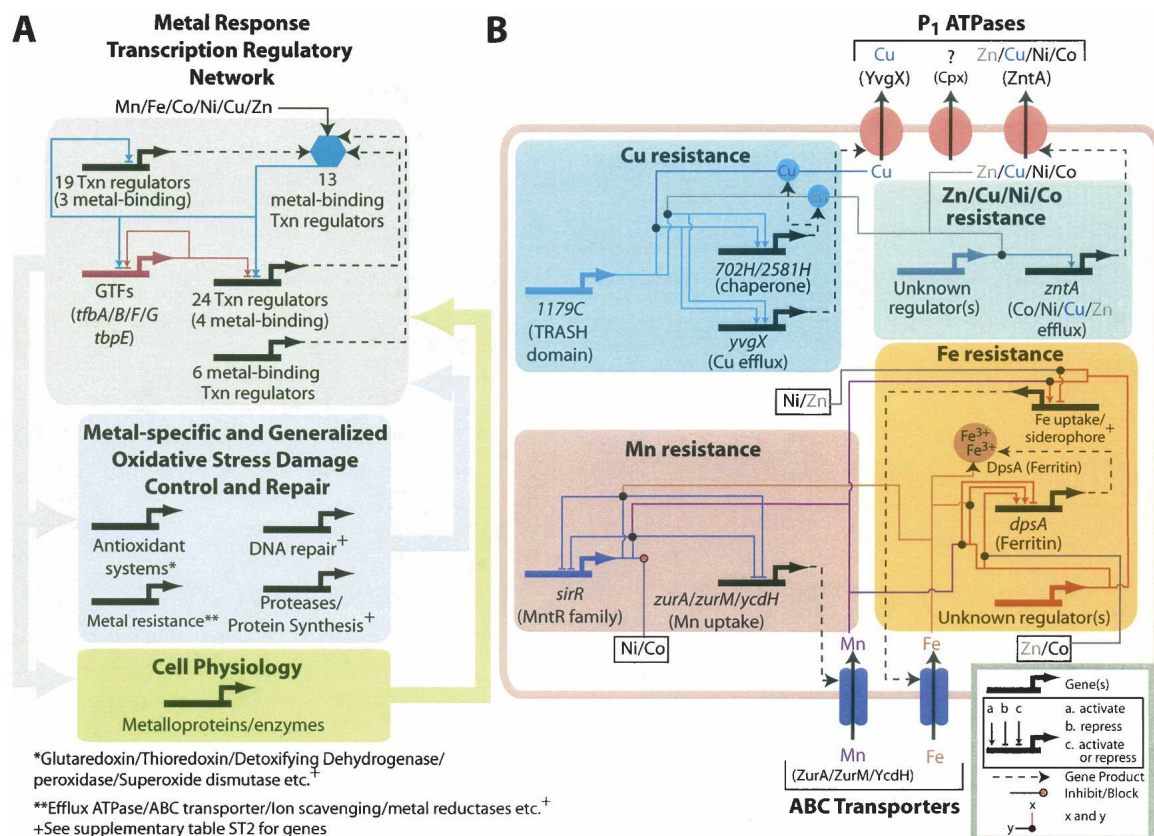 A
Metal Response
Transcription Regulatory
Network
Mn/Fe/Co/Ni/Cu/Zn
19 Txn regulators
(3 metal-binding)
13
metal-binding
Txn regulators
GTFs
(tfbA/B/F/G
tbpE)
24 Txn regulators
(4 metal-binding)
6 metal-binding
Txn regulators
Metal-specific and Generalized
Oxidative Stress Damage
Control and Repair
Antioxidant
systems*
DNA repair+
Metal resistance**
Proteases/
Protein Synthesis+
Cell Physiology
Metalloproteins/enzymes
*Glutaredoxin/Thioredoxin/Detoxifying Dehydrogenase/
peroxidase/Superoxide dismutase etc.+
**Efflux ATPase/ABC transporter/Ion scavenging/metal reductases etc.+
+See supplementary table ST2 for genes
B
P1 ATPases
Cu
?
Zn/Cu/Ni/Co
(YvgX)
(Cpx)
(ZntA)
Cu
Zn/Cu/Ni/Co
Cu resistance
Cu
702H/2581H
(chaperone)
1179C
(TRASH
domain)
yvgX
(Cu efflux)
Zn/Cu/Ni/Co
resistance
Unknown
regulator(s)
zntA
(Co/Ni/Cu/Zn
efflux)
Ni/Zn
Fe resistance
Fe uptake/
siderophore+
Fe3+
Fe3+
DpsA (Ferritin)
dpsA
(Ferritin)
Unknown regulator(s)
Mn resistance
sirR
(MntR family)
zurA/zurM/ycdH
(Mn uptake)
Ni/Co
Zn/Co
Mn
Fe
Mn
Fe
(ZurA/ZurM/YcdH)
ABC Transporters
Gene(s)
a b c
a. activate
b. repress
c. activate
or repress
Gene Product
Inhibit/Block
x
x and y
y